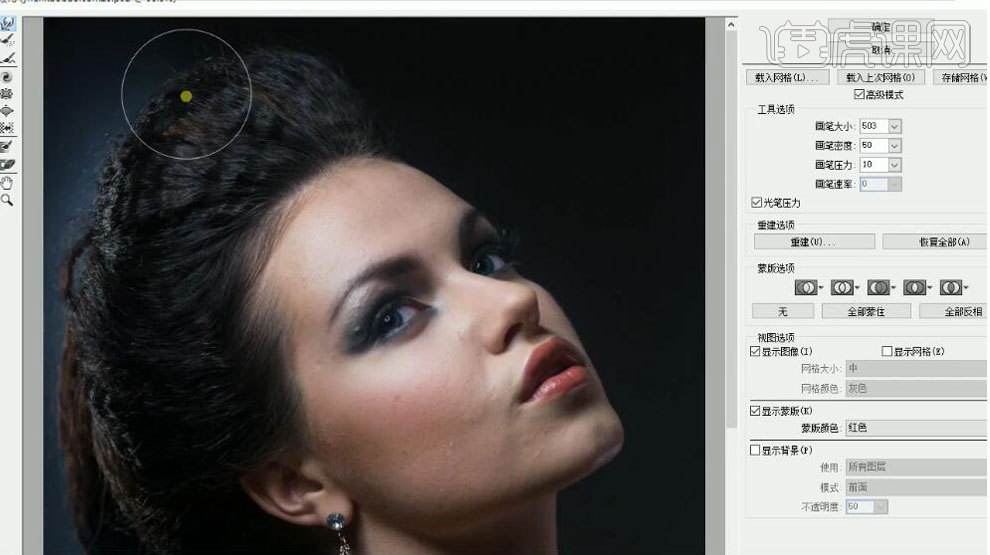 虎课网
确定
取消
载入网格(L)... 载入上次网格(O) 存储网格(V
高级模式
工具选项
画笔大小: 503
画笔密度: 50
画笔压力: 10
画笔速率: 0
光笔压力
重建选项
重建(U)... 恢复全部(A)
蒙版选项
无 全部蒙住 全部反相
视图选项
显示图像(I) 显示网格(E)
网格大小: 中
网格颜色: 灰色
显示蒙版(K)
蒙版颜色: 红色
显示背景(P)
使用: 所有图层
模式: 前面
不透明度: 50